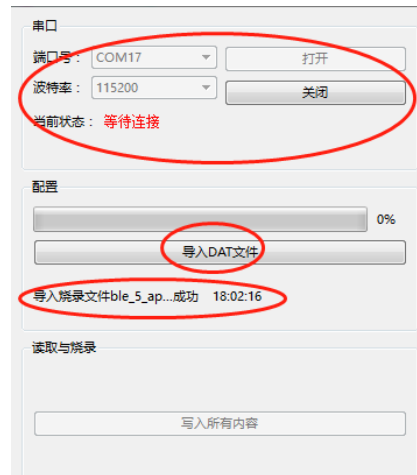 串口
端口号： COM17 打开
波特率： 115200 关闭
当前状态： 等待连接
配置
0%
导入DAT文件
导入烧录文件ble_5_ap...成功 18:02:16
读取与烧录
写入所有内容